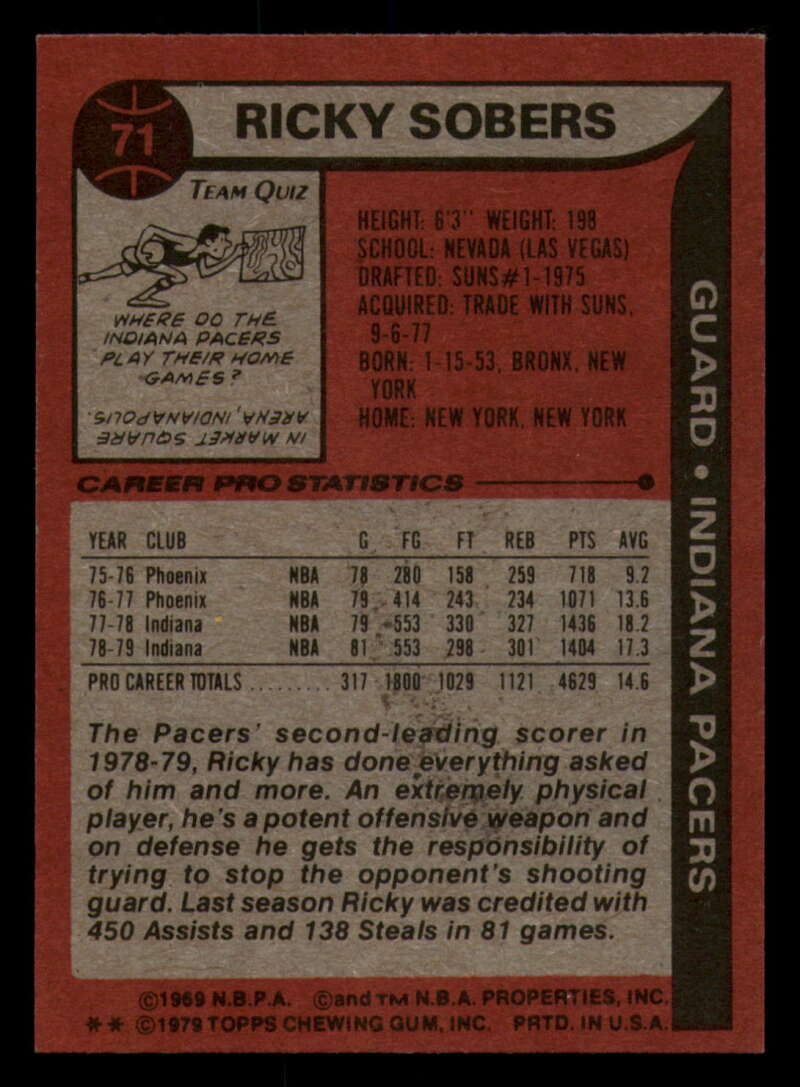 71
RICKY SOBERS
TEAM QUIZ
WHERE DO THE
INDIANA PACERS
PLAY THEIR HOME
GAMES?
IN MARKET SQUARE
ARENA, INDIANAPOLIS.
HEIGHT: 6'3" WEIGHT: 198
SCHOOL: NEVADA (LAS VEGAS)
DRAFTED: SUNS#1-1975
ACQUIRED: TRADE WITH SUNS,
9-6-77
BORN: 1-15-53, BRONX, NEW
YORK
HOME: NEW YORK, NEW YORK
GUARD • INDIANA PACERS
CAREER PRO STATISTICS
YEAR CLUB G FG FT REB PTS AVG
75-76 Phoenix NBA 78 280 158 259 718 9.2
76-77 Phoenix NBA 79 414 243 234 1071 13.6
77-78 Indiana NBA 79 553 330 327 1436 18.2
78-79 Indiana NBA 81 553 298 301 1404 17.3
PRO CAREER TOTALS ......... 317 1800 1029 1121 4629 14.6
The Pacers' second-leading scorer in
1978-79, Ricky has done everything asked
of him and more. An extremely physical
player, he's a potent offensive weapon and
on defense he gets the responsibility of
trying to stop the opponent's shooting
guard. Last season Ricky was credited with
450 Assists and 138 Steals in 81 games.
©1969 N.B.P.A. ©and TM N.B.A. PROPERTIES, INC.
** ©1979 TOPPS CHEWING GUM, INC. PRTD. IN U.S.A.